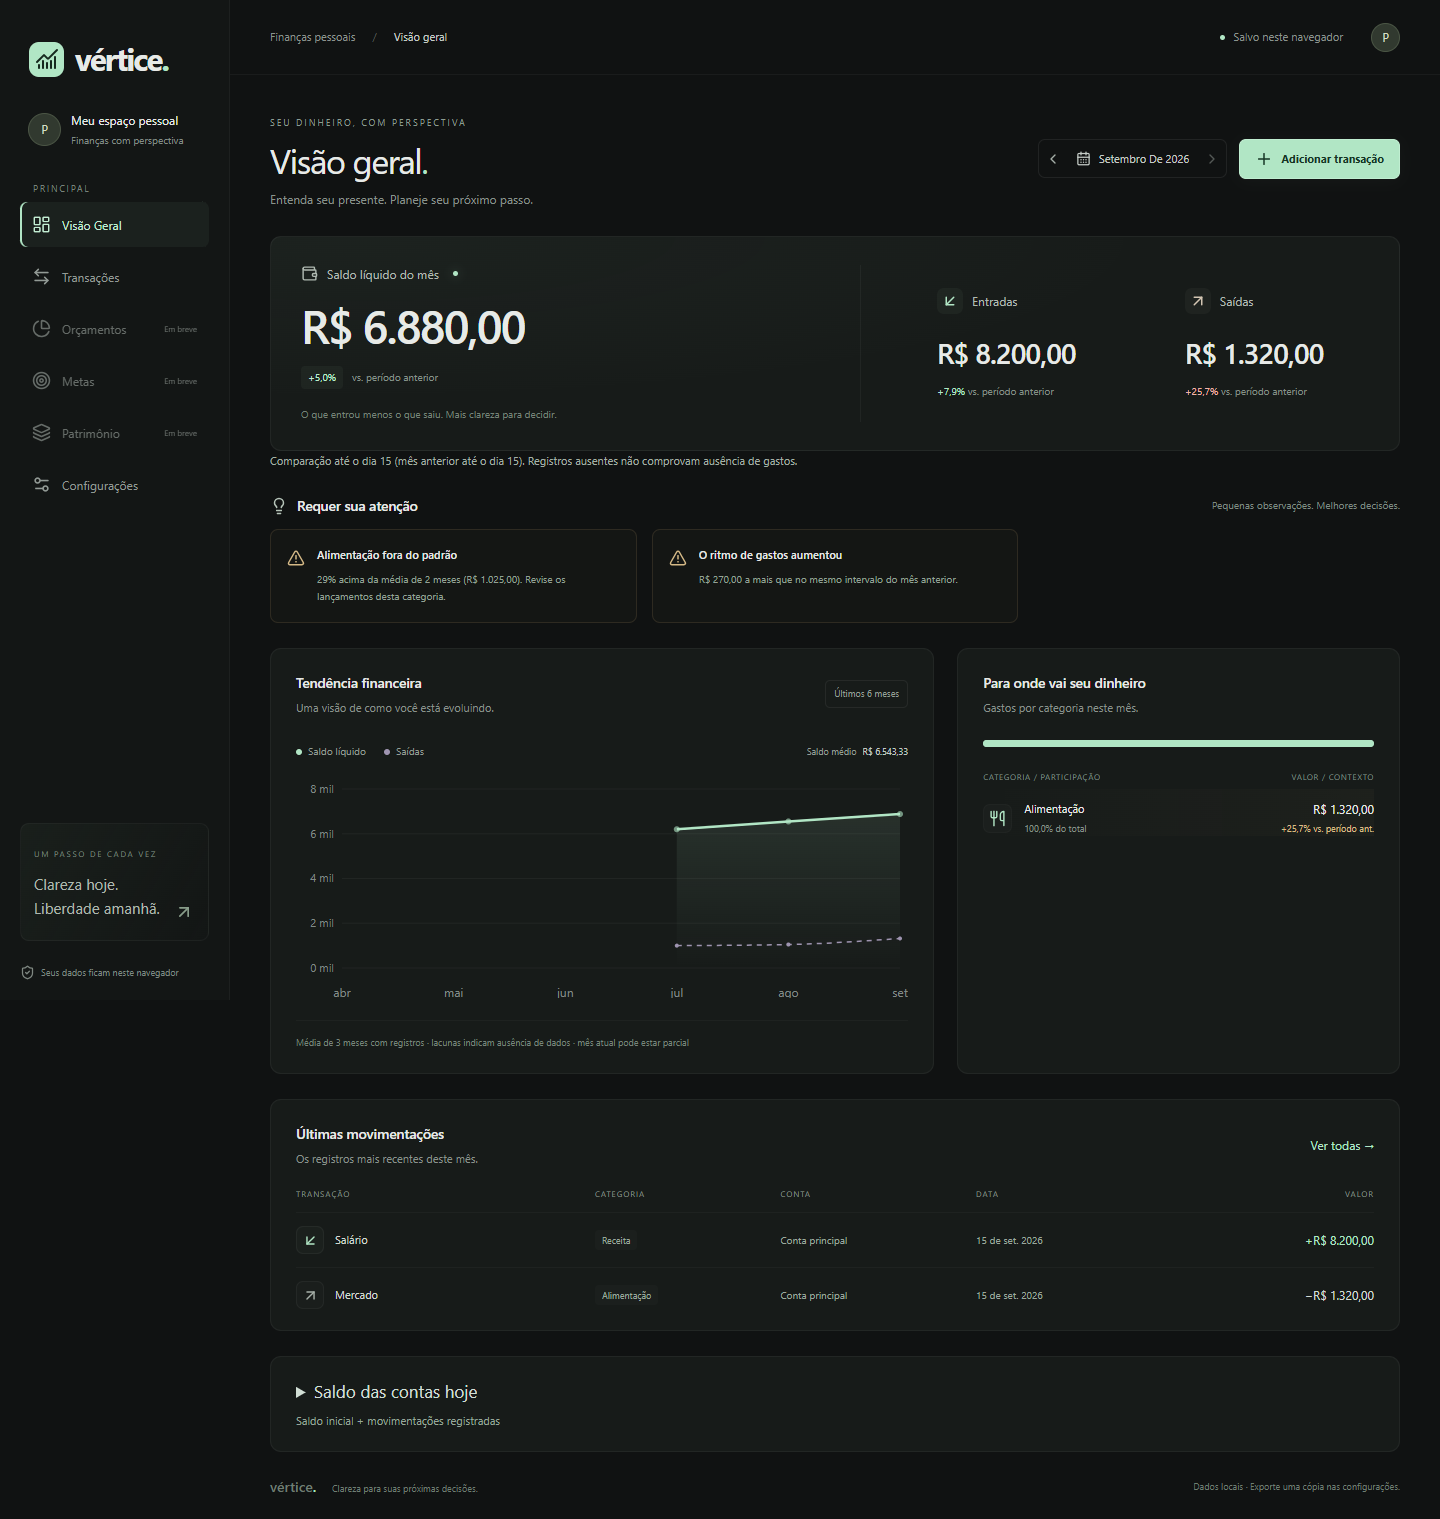 vértice.
P
Meu espaço pessoal
Finanças com perspectiva
PRINCIPAL
Visão Geral
Transações
Orçamentos Em breve
Metas Em breve
Patrimônio Em breve
Configurações
UM PASSO DE CADA VEZ
Clareza hoje.
Liberdade amanhã.
Seus dados ficam neste navegador
Finanças pessoais / Visão geral
Salvo neste navegador
P
SEU DINHEIRO, COM PERSPECTIVA
Visão geral.
Entenda seu presente. Planeje seu próximo passo.
Setembro De 2026
Adicionar transação
Saldo líquido do mês
R$ 6.880,00
+5,0% vs. período anterior
O que entrou menos o que saiu. Mais clareza para decidir.
Entradas
R$ 8.200,00
+7,9% vs. período anterior
Saídas
R$ 1.320,00
+25,7% vs. período anterior
Comparação até o dia 15 (mês anterior até o dia 15). Registros ausentes não comprovam ausência de gastos.
Requer sua atenção
Pequenas observações. Melhores decisões.
Alimentação fora do padrão
29% acima da média de 2 meses (R$ 1.025,00). Revise os
lançamentos desta categoria.
O ritmo de gastos aumentou
R$ 270,00 a mais que no mesmo intervalo do mês anterior.
Tendência financeira
Uma visão de como você está evoluindo.
Últimos 6 meses
Saldo líquido Saídas
Saldo médio R$ 6.543,33
8 mil
6 mil
4 mil
2 mil
0 mil
abr mai jun jul ago set
Média de 3 meses com registros · lacunas indicam ausência de dados · mês atual pode estar parcial
Para onde vai seu dinheiro
Gastos por categoria neste mês.
CATEGORIA / PARTICIPAÇÃO VALOR / CONTEXTO
Alimentação R$ 1.320,00
100,0% do total +25,7% vs. período ant.
Últimas movimentações
Os registros mais recentes deste mês.
Ver todas →
TRANSAÇÃO CATEGORIA CONTA DATA VALOR
Salário Receita Conta principal 15 de set. 2026 +R$ 8.200,00
Mercado Alimentação Conta principal 15 de set. 2026 −R$ 1.320,00
Saldo das contas hoje
Saldo inicial + movimentações registradas
vértice. Clareza para suas próximas decisões.
Dados locais · Exporte uma cópia nas configurações.